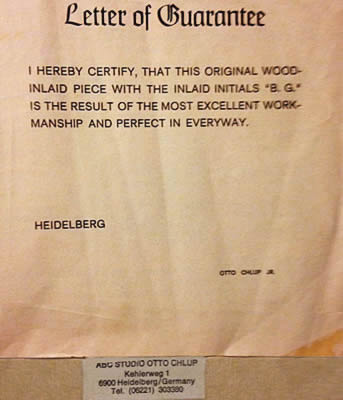 Letter of Guarantee
I HEREBY CERTIFY, THAT THIS ORIGINAL WOOD-
INLAID PIECE WITH THE INLAID INITIALS "B. G."
IS THE RESULT OF THE MOST EXCELLENT WORK-
MANSHIP AND PERFECT IN EVERYWAY.
HEIDELBERG
OTTO CHLUP JR.
ABC STUDIO OTTO CHLUP
Kehlerweg 1
6900 Heidelberg/Germany
Tel. (06221) 303380